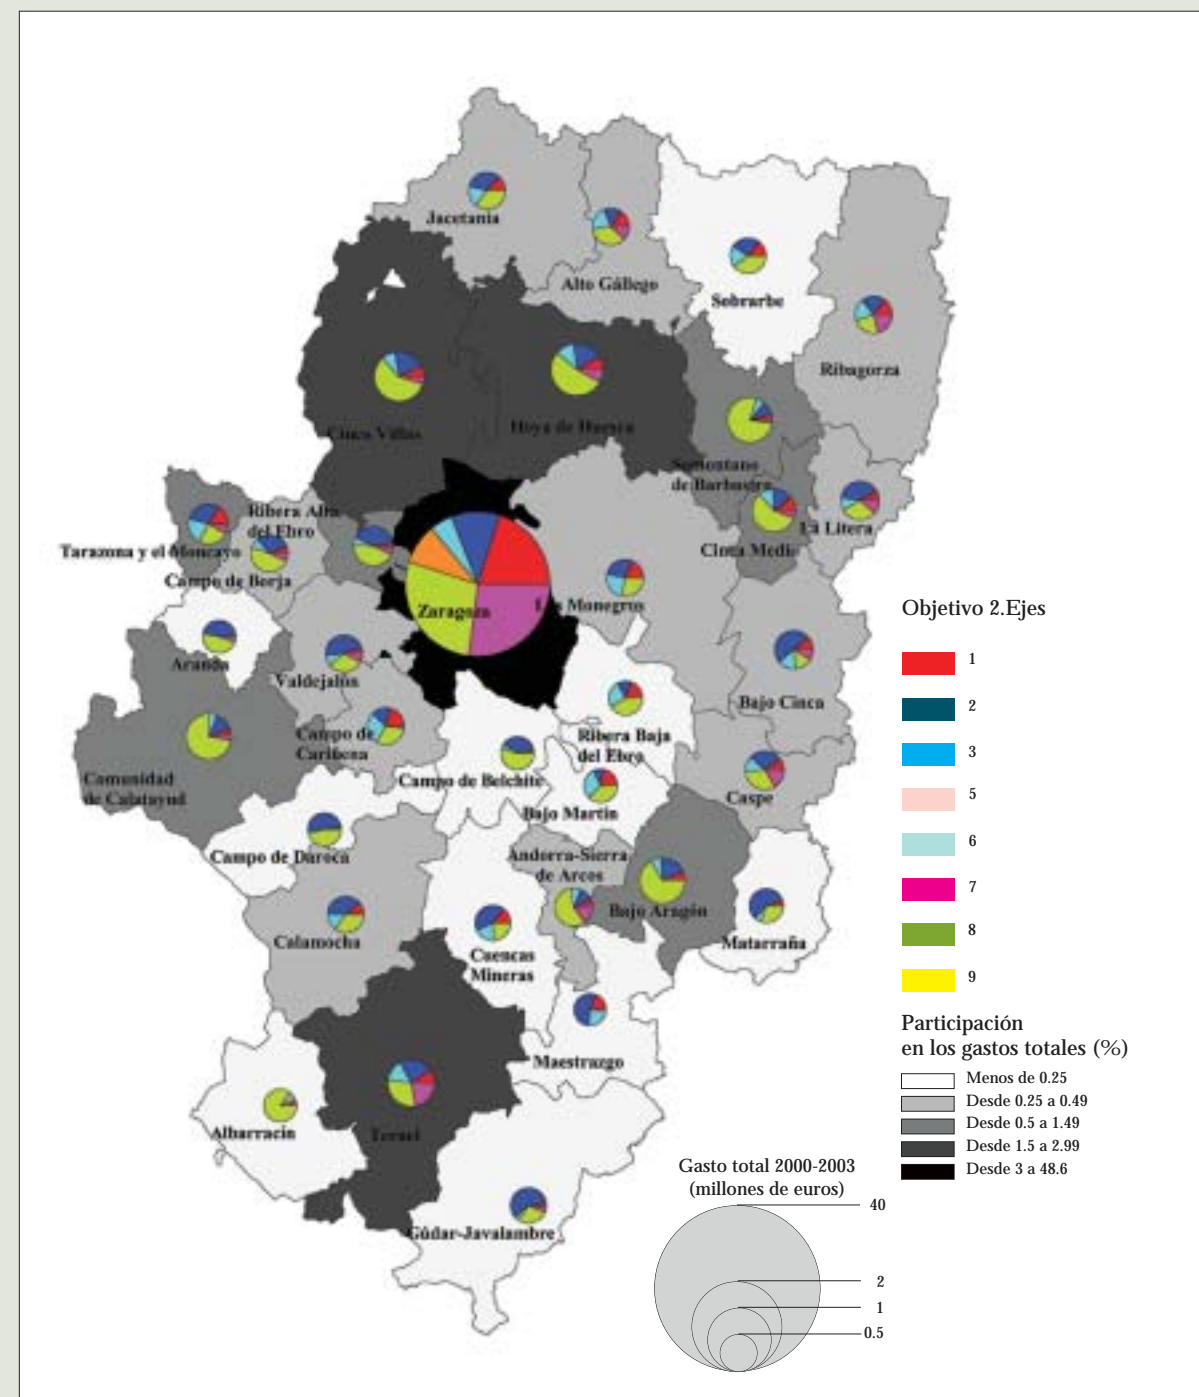 Jacetania
Alto Gállego
Sobrarbe
Ribagorza
Cinco Villas
Hoya de Huesca
Somontano
de Barbastro
La Litera
Cinta Medi
Ribera Alta
del Ebro
Tarazona y el Moncayo
Campo de Borja
Zaragoza
Monegros
Aranda
Valdejalón
Bajo Cinca
Campo de
Cariñena
Ribera Baja
del Ebro
Comunidad
de Calatayud
Campo de Belchite
Caspe
Bajo Martín
Campo de Daroca
Andorra-Sierra
de Arcos
Bajo Aragón
Matarraña
Calamocha
Cuencas
Mineras
Maestrazgo
Albarracín
Teruel
Gúdar-Javalambre
Objetivo 2.Ejes
1
2
3
5
6
7
8
9
Participación
en los gastos totales (%)
Menos de 0.25
Desde 0.25 a 0.49
Desde 0.5 a 1.49
Desde 1.5 a 2.99
Desde 3 a 48.6
Gasto total 2000-2003
(millones de euros)
40
2
1
0.5